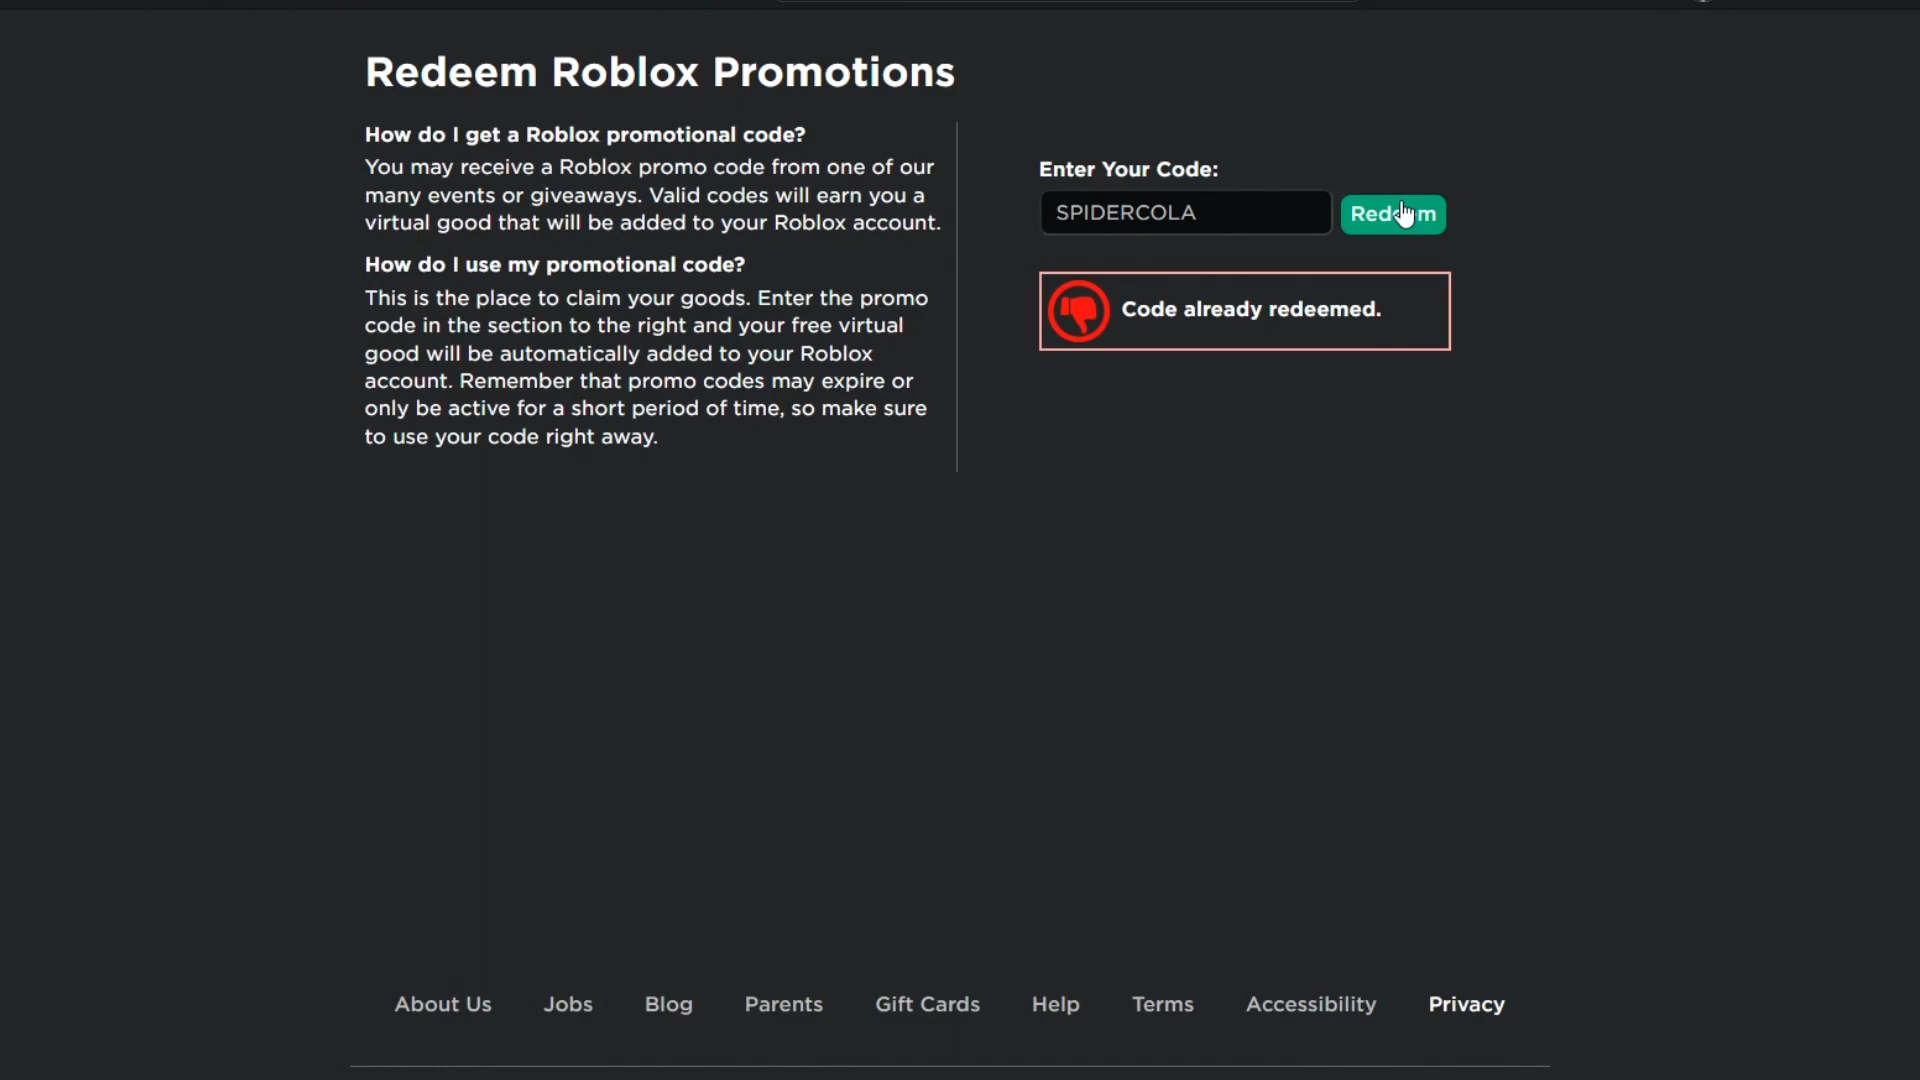 Redeem Roblox Promotions
How do I get a Roblox promotional code?
You may receive a Roblox promo code from one of our
many events or giveaways. Valid codes will earn you a
virtual good that will be added to your Roblox account.
How do I use my promotional code?
This is the place to claim your goods. Enter the promo
code in the section to the right and your free virtual
good will be automatically added to your Roblox
account. Remember that promo codes may expire or
only be active for a short period of time, so make sure
to use your code right away.
Enter Your Code:
SPIDERCOLA
Redeem
Code already redeemed.
About Us Jobs Blog Parents Gift Cards Help Terms Accessibility Privacy